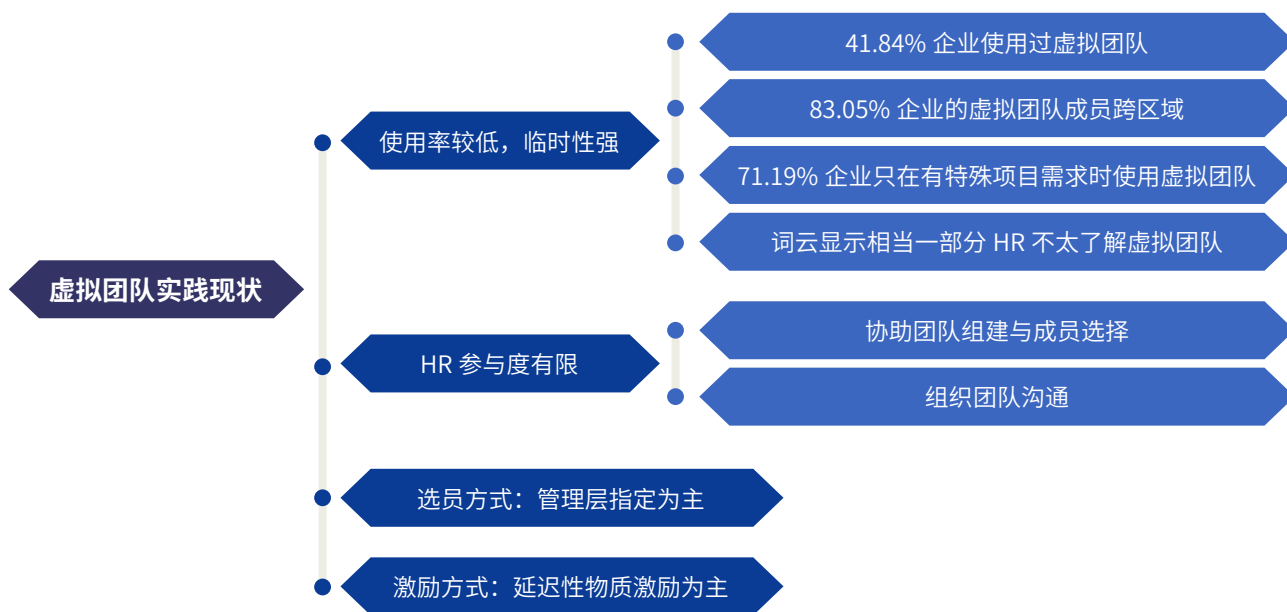 虚拟团队实践现状
使用率较低，临时性强
41.84% 企业使用过虚拟团队
83.05% 企业的虚拟团队成员跨区域
71.19% 企业只在有特殊项目需求时使用虚拟团队
词云显示相当一部分 HR 不太了解虚拟团队
HR 参与度有限
协助团队组建与成员选择
组织团队沟通
选员方式：管理层指定为主
激励方式：延迟性物质激励为主